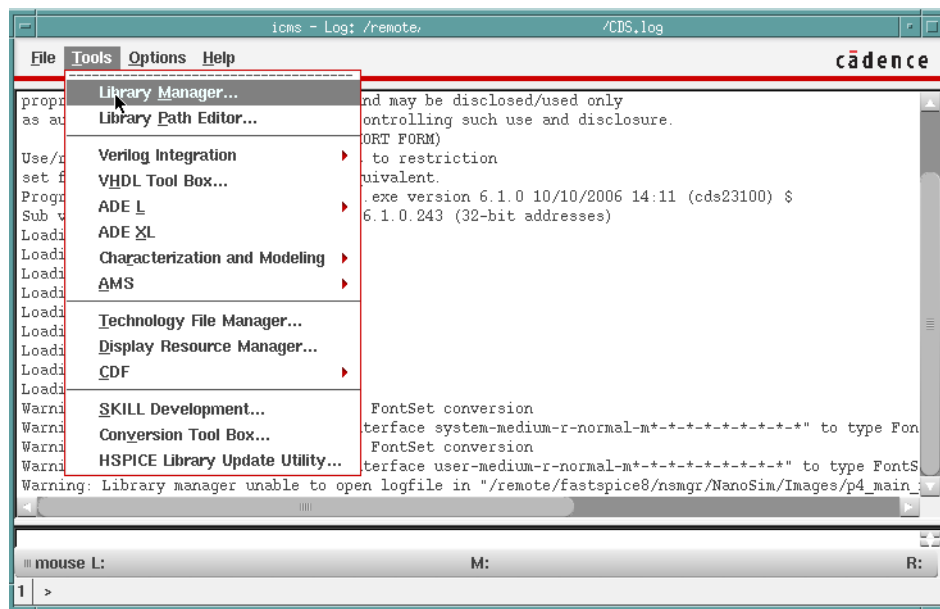 icms - Log: /remote/ /CDS.log
File Tools Options Help cādence
Library Manager...
Library Path Editor...
Verilog Integration
VHDL Tool Box...
ADE L
ADE XL
Characterization and Modeling
AMS
Technology File Manager...
Display Resource Manager...
CDF
SKILL Development...
Conversion Tool Box...
HSPICE Library Update Utility...
propr nd may be disclosed/used only
as au ontrolling such use and disclosure.
ORT FORM)
Use/r to restriction
set f uivalent.
Progr .exe version 6.1.0 10/10/2006 14:11 (cds23100) $
Sub v 6.1.0.243 (32-bit addresses)
Loadi
Loadi
Loadi
Loadi
Loadi
Loadi
Loadi
Loadi
Loadi
Warni FontSet conversion
Warni terface system-medium-r-normal-m*-*-*-*-*-*-*-*-*" to type Fon
Warni FontSet conversion
Warni terface user-medium-r-normal-m*-*-*-*-*-*-*-*-*" to type FontS
Warning: Library manager unable to open logfile in "/remote/fastspice8/nsmgr/NanoSim/Images/p4_main_
mouse L: M: R:
1 >